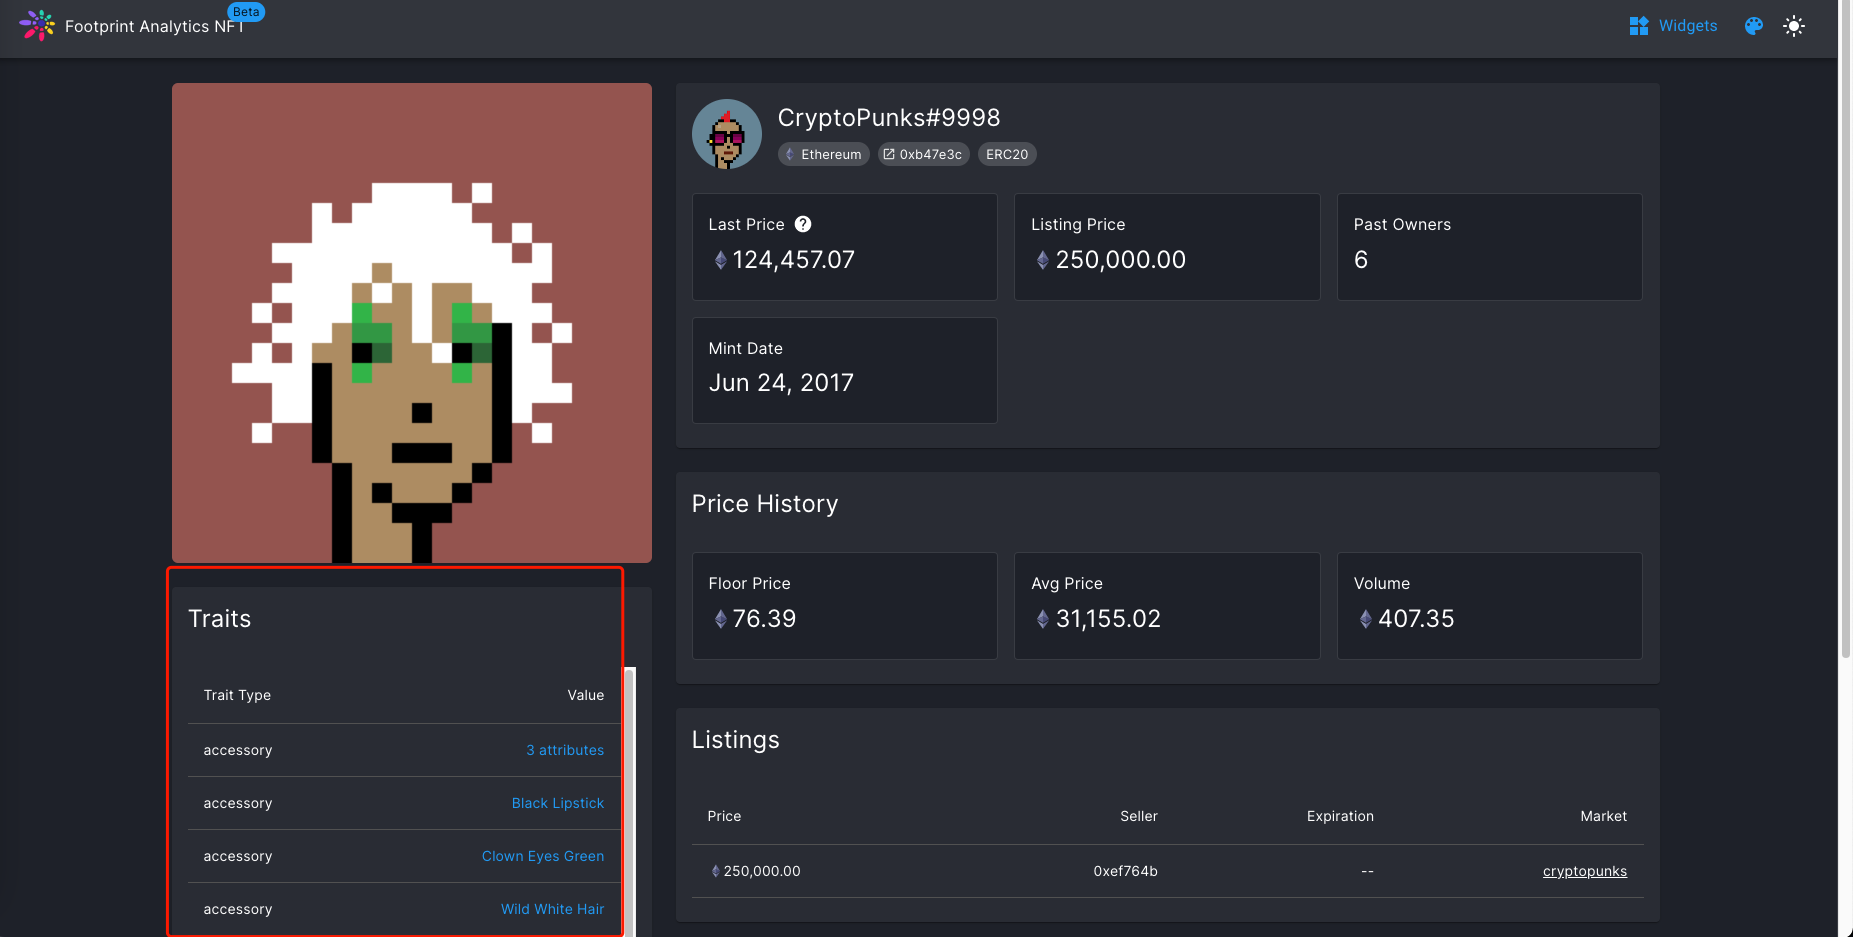 Footprint Analytics NFT
Beta
Widgets
CryptoPunks#9998
Ethereum
0xb47e3c
ERC20
Last Price ?
124,457.07
Listing Price
250,000.00
Past Owners
6
Mint Date
Jun 24, 2017
Price History
Floor Price
76.39
Avg Price
31,155.02
Volume
407.35
Traits
Trait Type Value
accessory 3 attributes
accessory Black Lipstick
accessory Clown Eyes Green
accessory Wild White Hair
Listings
Price Seller Expiration Market
250,000.00 0xef764b -- cryptopunks